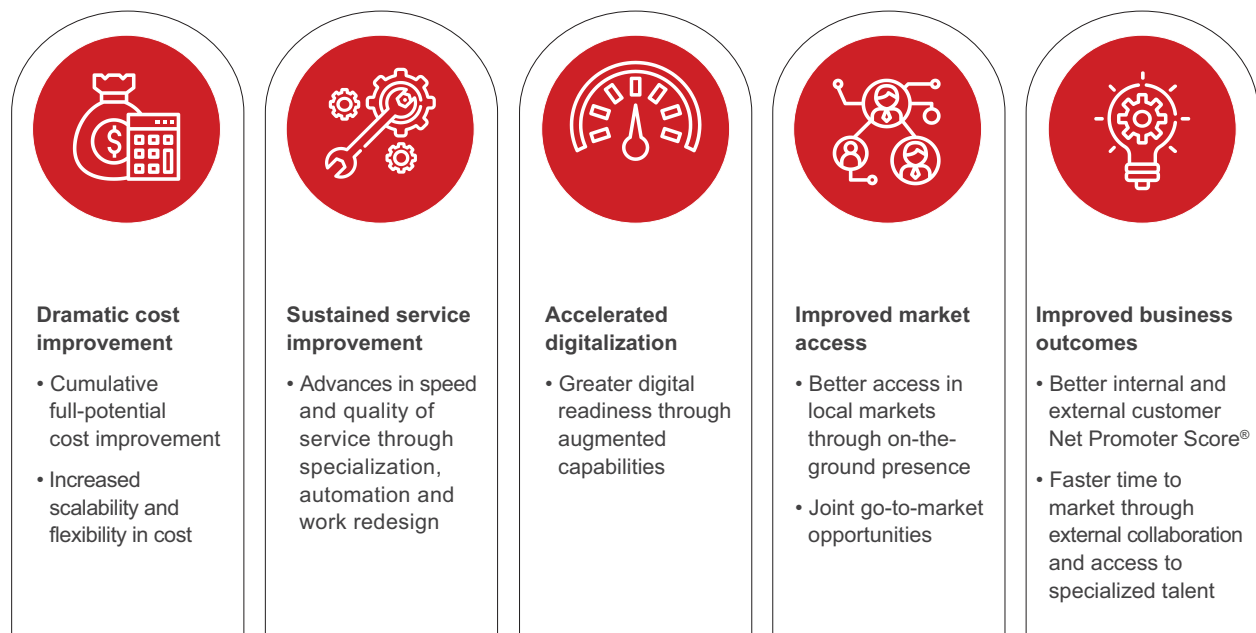 $
Dramatic cost
improvement
• Cumulative
full-potential
cost improvement
• Increased
scalability and
flexibility in cost
Sustained service
improvement
• Advances in speed
and quality of
service through
specialization,
automation and
work redesign
Accelerated
digitalization
• Greater digital
readiness through
augmented
capabilities
Improved market
access
• Better access in
local markets
through on-the-
ground presence
• Joint go-to-market
opportunities
Improved business
outcomes
• Better internal and
external customer
Net Promoter Score®
• Faster time to
market through
external collaboration
and access to
specialized talent